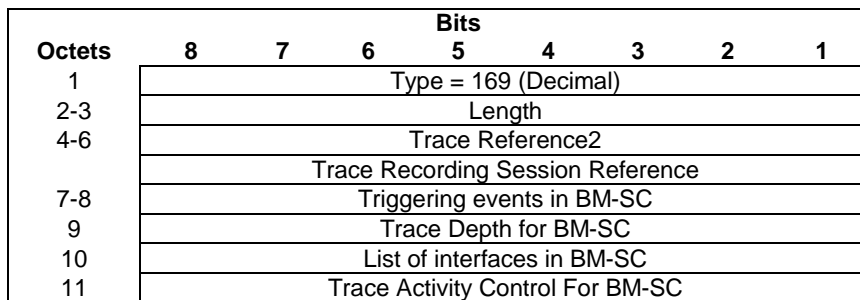 Bits
Octets 8 7 6 5 4 3 2 1
1 Type = 169 (Decimal)
2-3 Length
4-6 Trace Reference2
Trace Recording Session Reference
7-8 Triggering events in BM-SC
9 Trace Depth for BM-SC
10 List of interfaces in BM-SC
11 Trace Activity Control For BM-SC